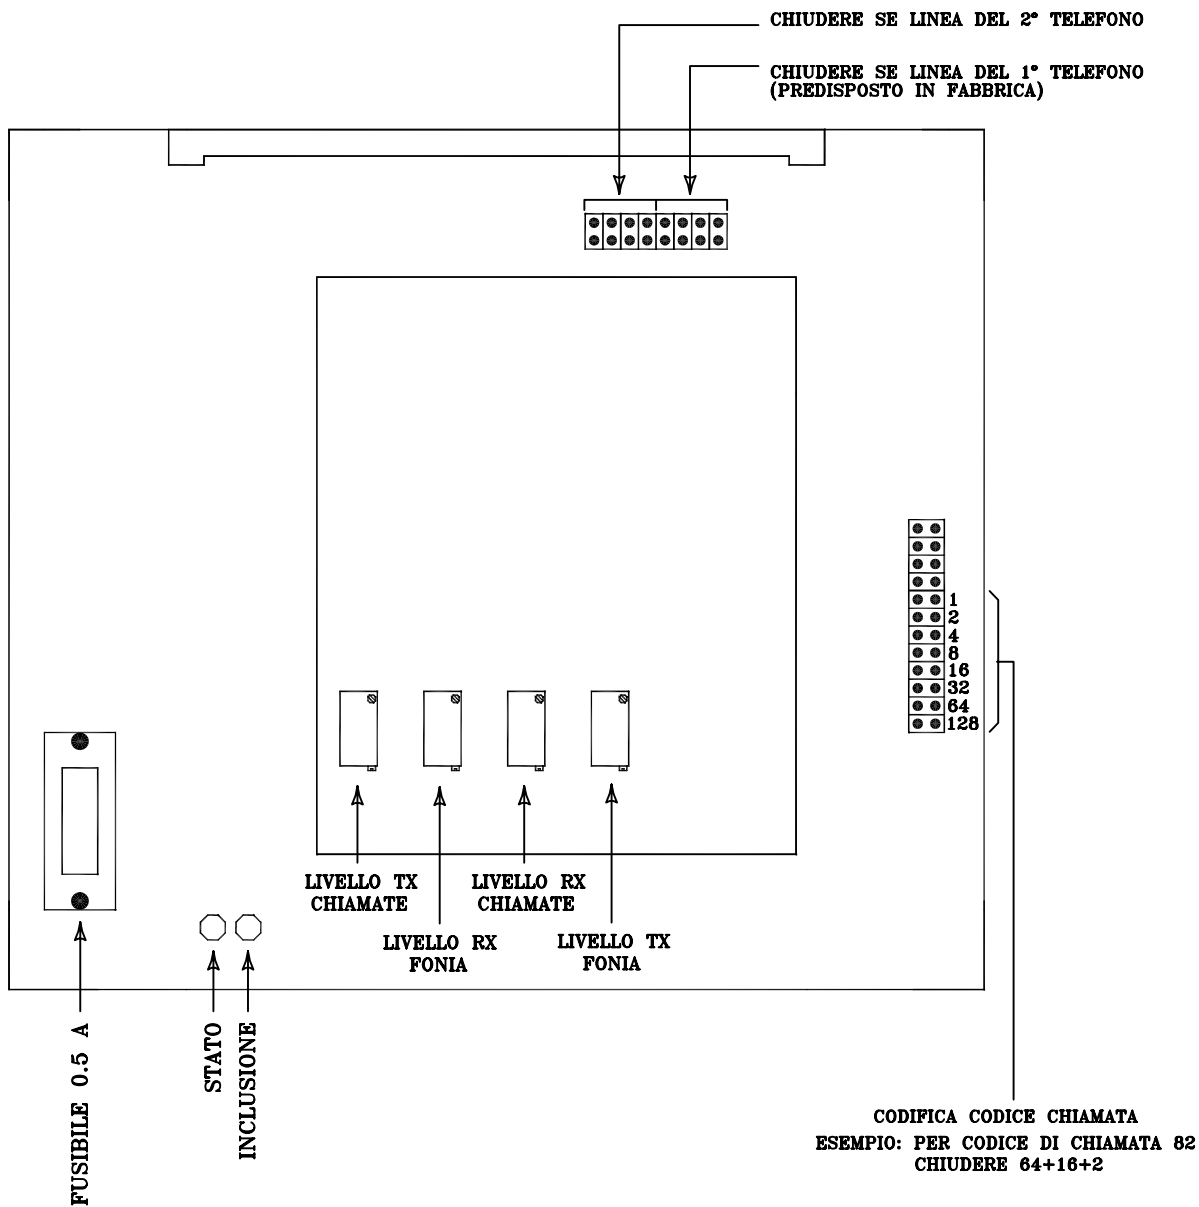 CHIUDERE SE LINEA DEL 2° TELEFONO
CHIUDERE SE LINEA DEL 1° TELEFONO
(PREDISPOSTO IN FABBRICA)
1
2
4
8
16
32
64
128
LIVELLO TX
CHIAMATE
LIVELLO RX
CHIAMATE
LIVELLO RX
FONIA
LIVELLO TX
FONIA
FUSIBILE 0.5 A
STATO
INCLUSIONE
CODIFICA CODICE CHIAMATA
ESEMPIO: PER CODICE DI CHIAMATA 82
CHIUDERE 64+16+2